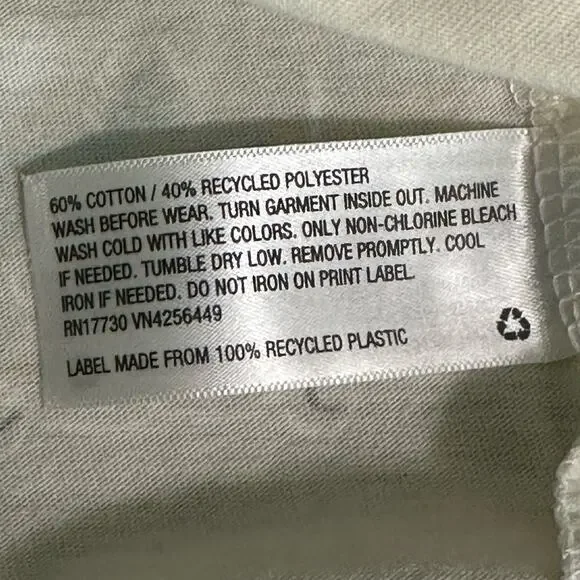 60% COTTON / 40% RECYCLED POLYESTER
WASH BEFORE WEAR. TURN GARMENT INSIDE OUT. MACHINE
WASH COLD WITH LIKE COLORS. ONLY NON-CHLORINE BLEACH
IF NEEDED. TUMBLE DRY LOW. REMOVE PROMPTLY. COOL
IRON IF NEEDED. DO NOT IRON ON PRINT LABEL.
RN17730 VN4256449
LABEL MADE FROM 100% RECYCLED PLASTIC